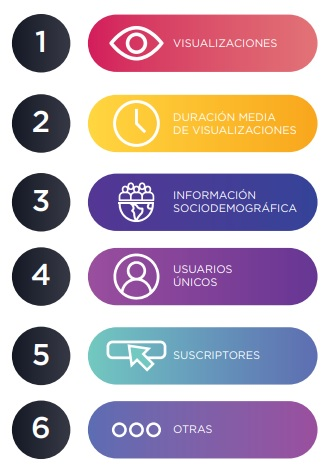 1
VISUALIZACIONES
2
DURACIÓN MEDIA
DE VISUALIZACIONES
3
INFORMACIÓN
SOCIODEMOGRÁFICA
4
USUARIOS
ÚNICOS
5
SUSCRIPTORES
6
OTRAS